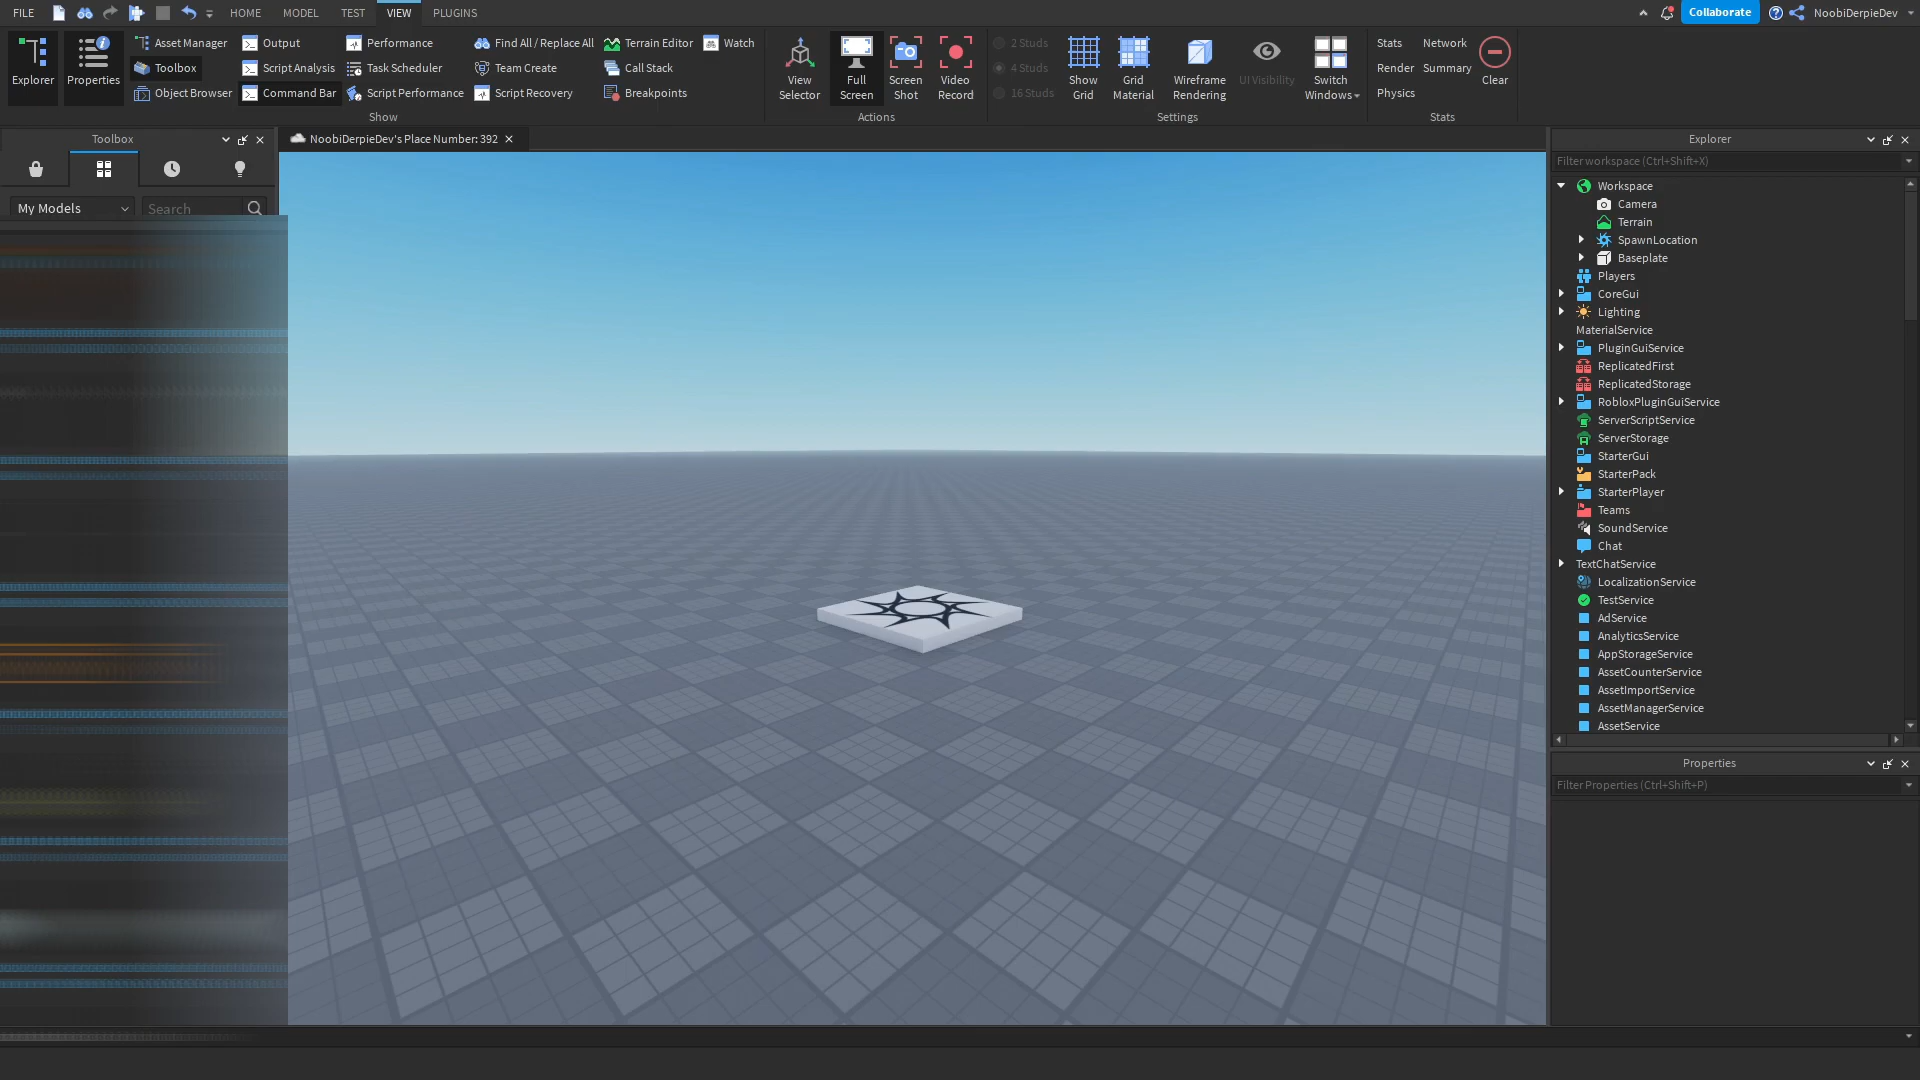 FILE HOME MODEL TEST VIEW PLUGINS Collaborate NoobiDerpieDev
Explorer Properties
Asset Manager
Toolbox
Object Browser
Output
Script Analysis
Command Bar
Performance
Task Scheduler
Script Performance
Find All / Replace All
Team Create
Script Recovery
Terrain Editor
Call Stack
Breakpoints
Watch
Show
View
Selector
Full
Screen
Screen
Shot
Video
Record
Actions
2 Studs
4 Studs
16 Studs
Show
Grid
Grid
Material
Wireframe
Rendering
UI Visibility
Switch
Windows
Settings
Stats Network
Render Summary
Physics
Clear
Stats
Toolbox
My Models Search
NoobiDerpieDev's Place Number: 392
Explorer
Filter workspace (Ctrl+Shift+X)
Workspace
Camera
Terrain
SpawnLocation
Baseplate
Players
CoreGui
Lighting
MaterialService
PluginGuiService
ReplicatedFirst
ReplicatedStorage
RobloxPluginGuiService
ServerScriptService
ServerStorage
StarterGui
StarterPack
StarterPlayer
Teams
SoundService
Chat
TextChatService
LocalizationService
TestService
AdService
AnalyticsService
AppStorageService
AssetCounterService
AssetImportService
AssetManagerService
AssetService
Properties
Filter Properties (Ctrl+Shift+P)